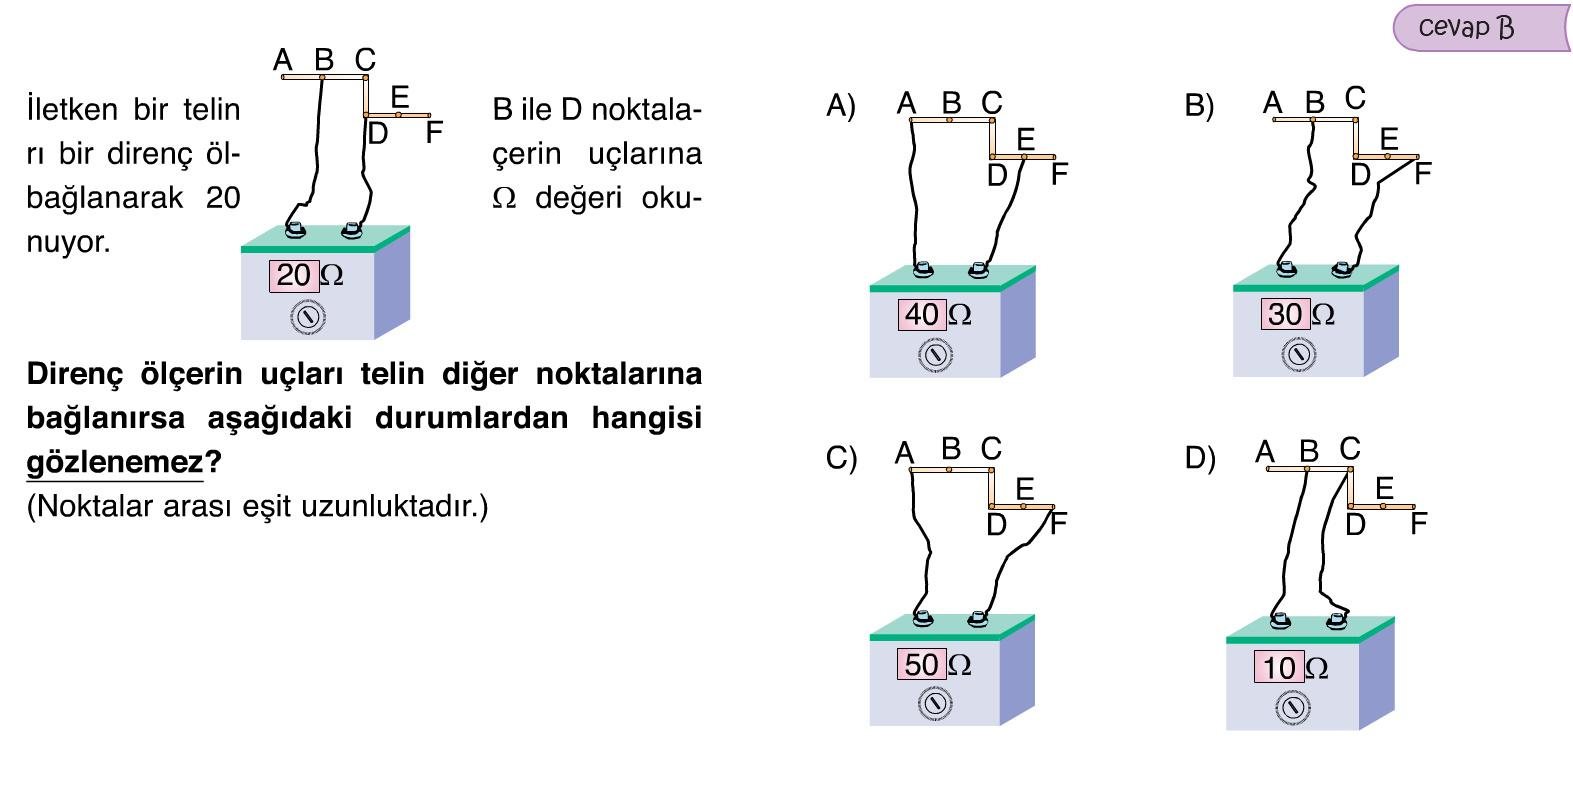 cevap B
A B C
E
D F
İletken bir telin B ile D noktala-
rı bir direnç öl- çerin uçlarına
bağlanarak 20 Ω değeri oku-
nuyor.
20 Ω
Direnç ölçerin uçları telin diğer noktalarına
bağlanırsa aşağıdaki durumlardan hangisi
gözlenemez?
(Noktalar arası eşit uzunluktadır.)
A) A B C
E
D F
40 Ω
B) A B C
E
D F
30 Ω
C) A B C
E
D F
50 Ω
D) A B C
E
D F
10 Ω